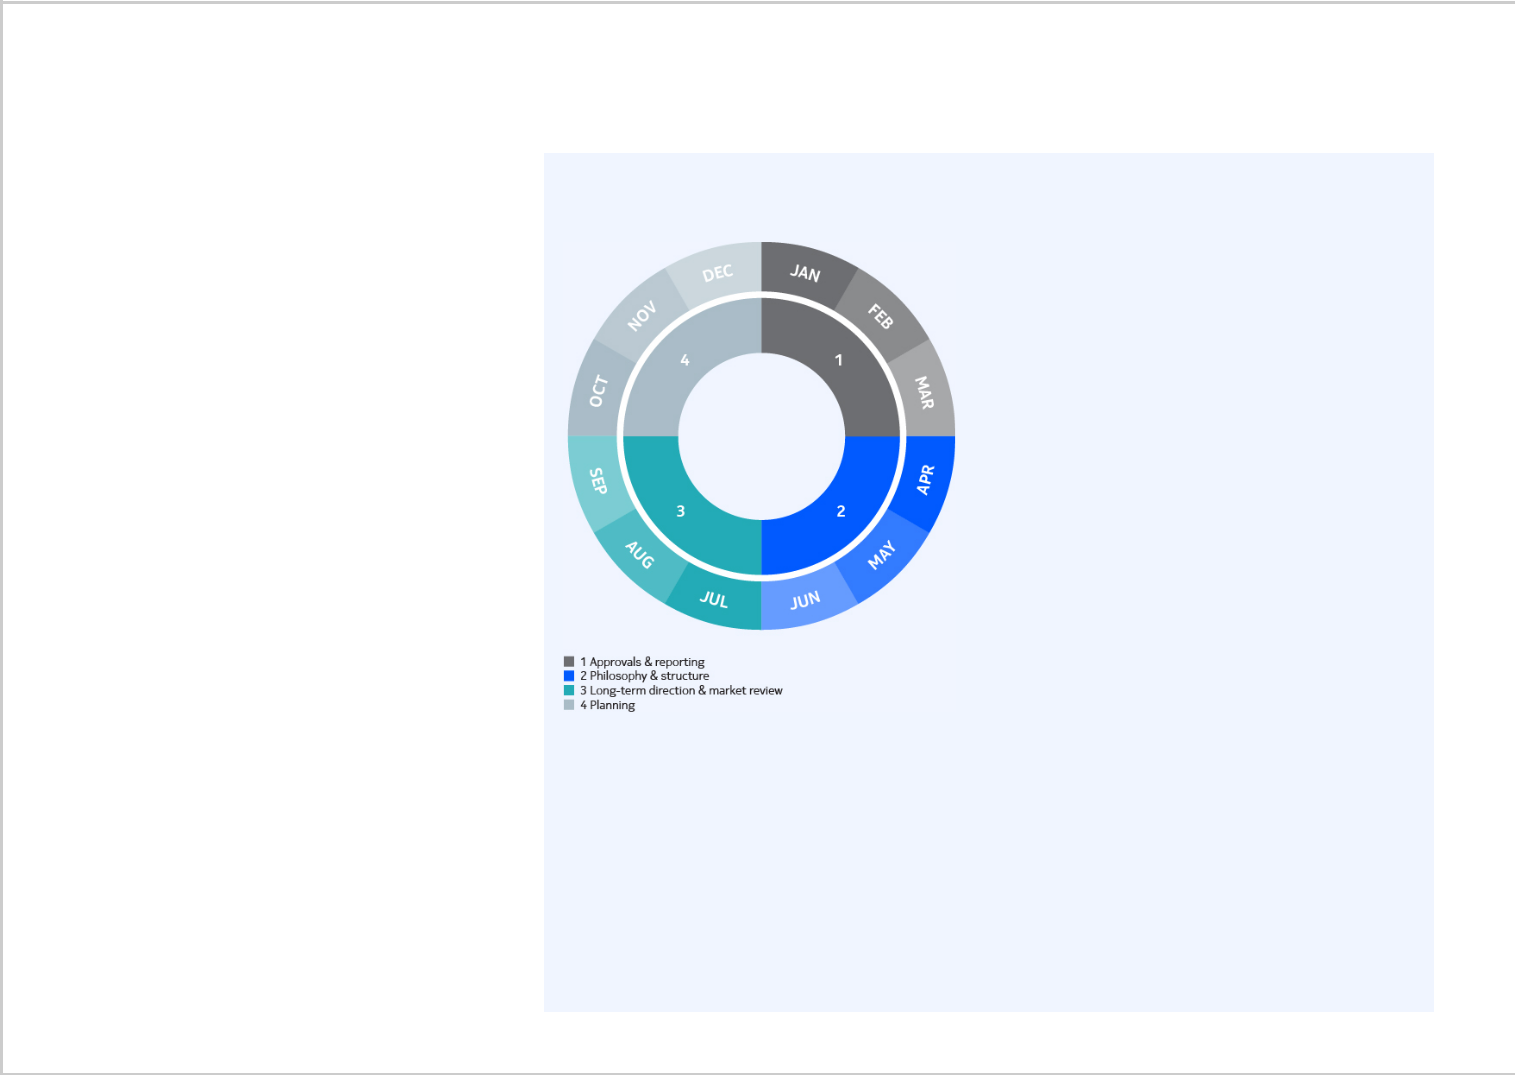 JAN
FEB
MAR
APR
MAY
JUN
JUL
AUG
SEP
OCT
NOV
DEC
1
2
3
4
1 Approvals & reporting
2 Philosophy & structure
3 Long-term direction & market review
4 Planning